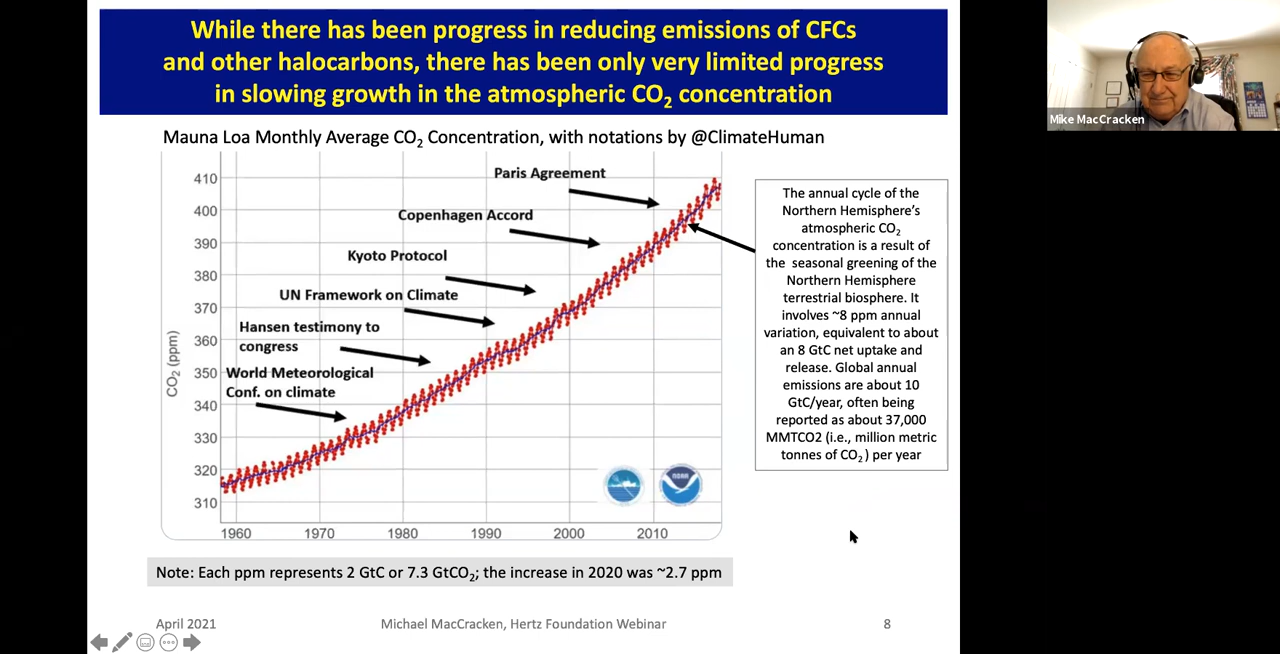 While there has been progress in reducing emissions of CFCs
and other halocarbons, there has been only very limited progress
in slowing growth in the atmospheric CO₂ concentration
Mike MacCracken
Mauna Loa Monthly Average CO₂ Concentration, with notations by @ClimateHuman
CO₂ (ppm)
410
400
390
380
370
360
350
340
330
320
310
Paris Agreement
Copenhagen Accord
Kyoto Protocol
UN Framework on Climate
Hansen testimony to
congress
World Meteorological
Conf. on climate
NOAA
1960 1970 1980 1990 2000 2010
The annual cycle of the
Northern Hemisphere's
atmospheric CO₂
concentration is a result of
the seasonal greening of the
Northern Hemisphere
terrestrial biosphere. It
involves ~8 ppm annual
variation, equivalent to about
an 8 GtC net uptake and
release. Global annual
emissions are about 10
GtC/year, often being
reported as about 37,000
MMTCO2 (i.e., million metric
tonnes of CO₂) per year
Note: Each ppm represents 2 GtC or 7.3 GtCO₂; the increase in 2020 was ~2.7 ppm
April 2021 Michael MacCracken, Hertz Foundation Webinar 8